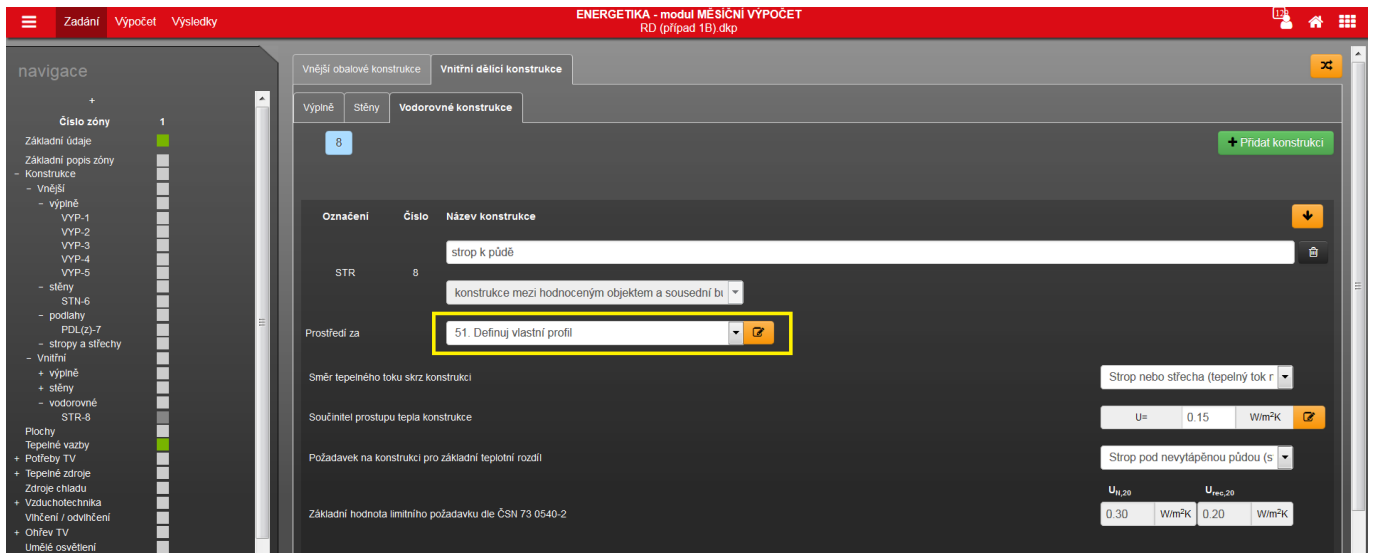 Zadání Výpočet Výsledky
ENERGETIKA - modul MĚSÍČNÍ VÝPOČET
RD (případ 1B).dkp
navigace
+
Číslo zóny 1
Základní údaje
Základní popis zóny
− Konstrukce
− Vnější
− výplně
VYP-1
VYP-2
VYP-3
VYP-4
VYP-5
− stěny
STN-6
− podlahy
PDL(z)-7
− stropy a střechy
− Vnitřní
+ výplně
+ stěny
− vodorovné
STR-8
Plochy
Tepelné vazby
+ Potřeby TV
+ Tepelné zdroje
Zdroje chladu
+ Vzduchotechnika
Vlhčení / odvlhčení
+ Ohřev TV
Umělé osvětlení
Vnější obalové konstrukce Vnitřní dělící konstrukce
Výplně Stěny Vodorovné konstrukce
8
+ Přidat konstrukci
Označení Číslo Název konstrukce
strop k půdě
STR 8
konstrukce mezi hodnoceným objektem a sousední bu
Prostředí za 51. Definuj vlastní profil
Směr tepelného toku skrz konstrukci Strop nebo střecha (tepelný tok r
Součinitel prostupu tepla konstrukce U= 0.15 W/m²K
Požadavek na konstrukci pro základní teplotní rozdíl Strop pod nevytápěnou půdou (s
U_N,20 U_rec,20
Základní hodnota limitního požadavku dle ČSN 73 0540-2 0.30 W/m²K 0.20 W/m²K